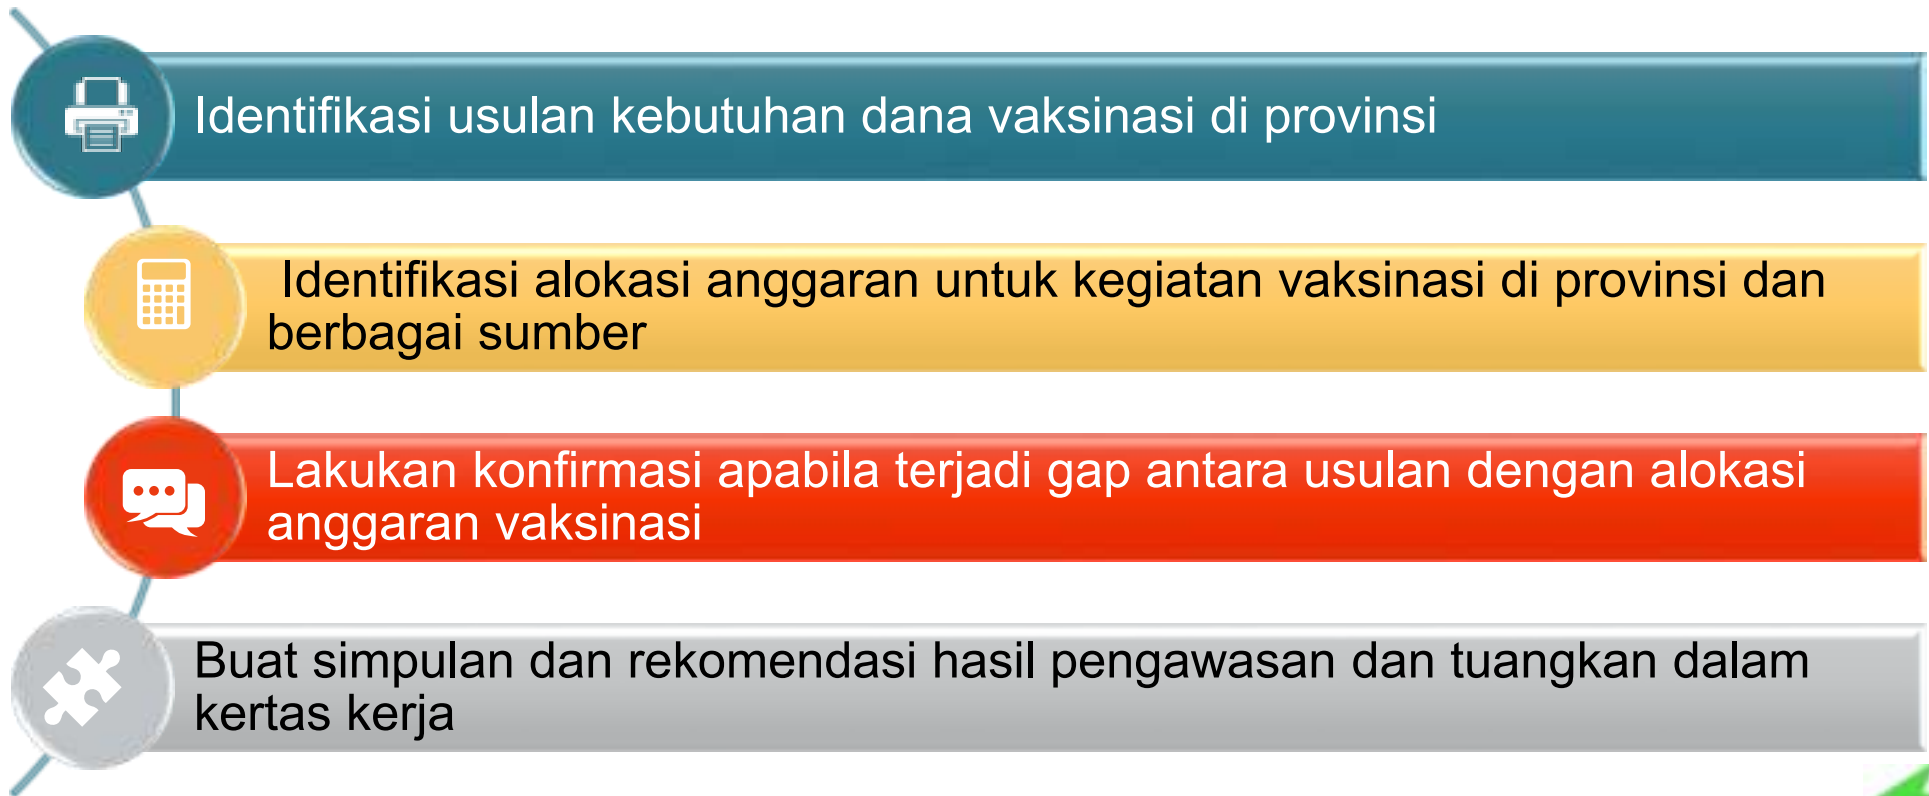 Identifikasi usulan kebutuhan dana vaksinasi di provinsi
Identifikasi alokasi anggaran untuk kegiatan vaksinasi di provinsi dan
berbagai sumber
Lakukan konfirmasi apabila terjadi gap antara usulan dengan alokasi
anggaran vaksinasi
Buat simpulan dan rekomendasi hasil pengawasan dan tuangkan dalam
kertas kerja